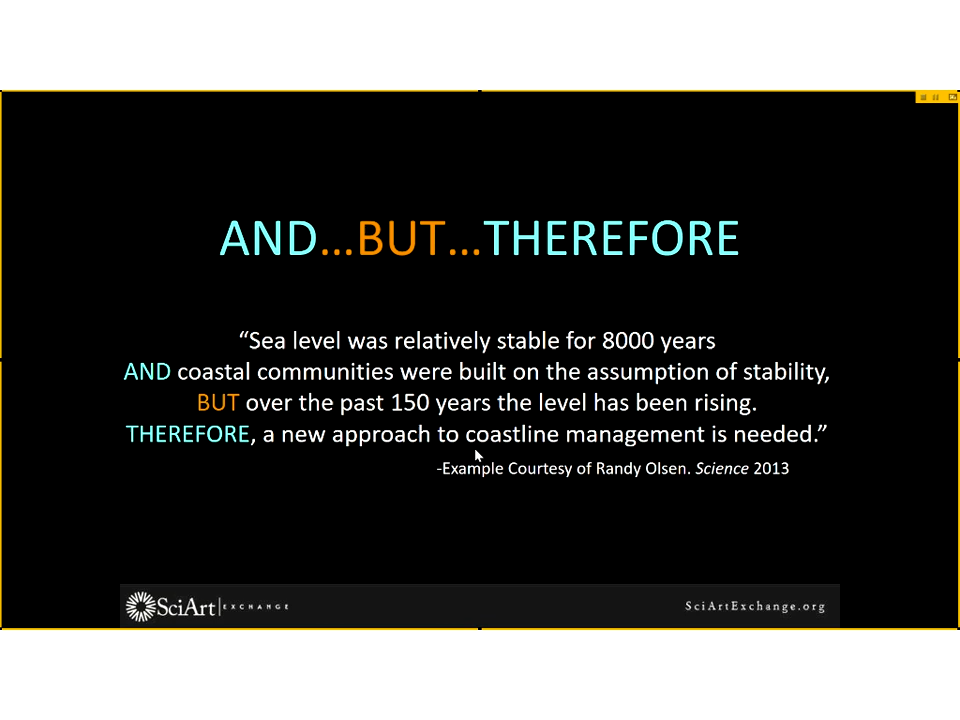 AND…BUT…THEREFORE
“Sea level was relatively stable for 8000 years
AND coastal communities were built on the assumption of stability,
BUT over the past 150 years the level has been rising.
THEREFORE, a new approach to coastline management is needed.”
-Example Courtesy of Randy Olsen. Science 2013
SciArt|EXCHANGE
SciArtExchange.org